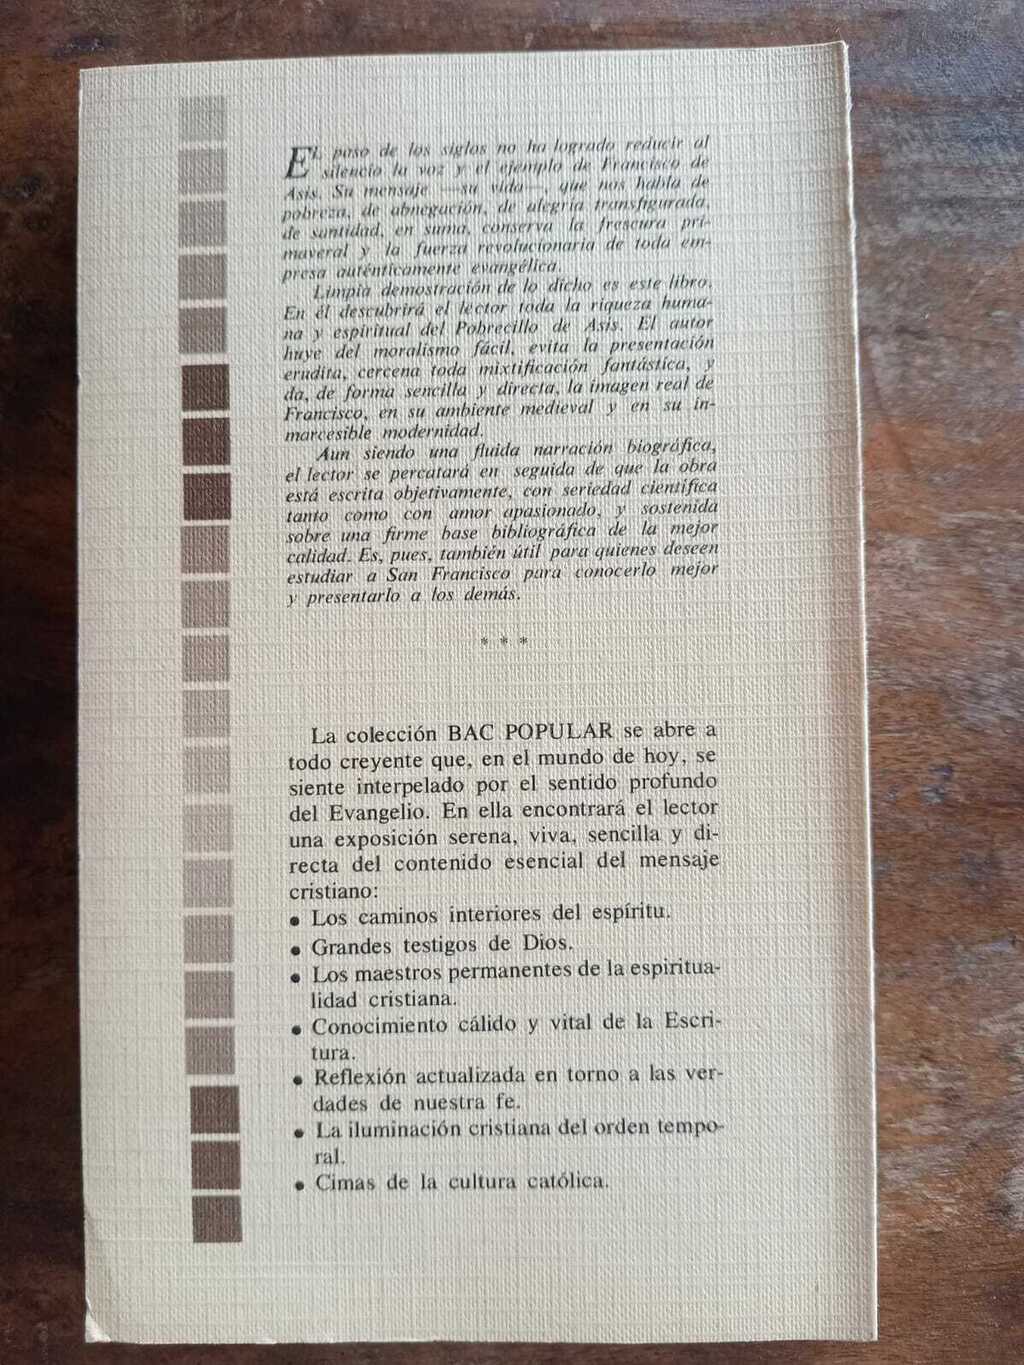 EL paso de los siglos no ha logrado reducir al
silencio la voz y el ejemplo de Francisco de
Asís. Su mensaje —su vida—, que nos habla de
pobreza, de abnegación, de alegría transfigurada,
de santidad, en suma, conserva la frescura pri-
maveral y la fuerza revolucionaria de toda em-
presa auténticamente evangélica.
Limpia demostración de lo dicho es este libro.
En él descubrirá el lector toda la riqueza huma-
na y espiritual del Pobrecillo de Asís. El autor
huye del moralismo fácil, evita la presentación
erudita, cercena toda mixtificación fantástica, y
da, de forma sencilla y directa, la imagen real de
Francisco, en su ambiente medieval y en su in-
marcesible modernidad.
Aun siendo una fluida narración biográfica,
el lector se percatará en seguida de que la obra
está escrita objetivamente, con seriedad científica
tanto como con amor apasionado, y sostenida
sobre una firme base bibliográfica de la mejor
calidad. Es, pues, también útil para quienes deseen
estudiar a San Francisco para conocerlo mejor
y presentarlo a los demás.
* * *
La colección BAC POPULAR se abre a
todo creyente que, en el mundo de hoy, se
siente interpelado por el sentido profundo
del Evangelio. En ella encontrará el lector
una exposición serena, viva, sencilla y di-
recta del contenido esencial del mensaje
cristiano:
● Los caminos interiores del espíritu.
● Grandes testigos de Dios.
● Los maestros permanentes de la espiritua-
lidad cristiana.
● Conocimiento cálido y vital de la Escri-
tura.
● Reflexión actualizada en torno a las ver-
dades de nuestra fe.
● La iluminación cristiana del orden tempo-
ral.
● Cimas de la cultura católica.